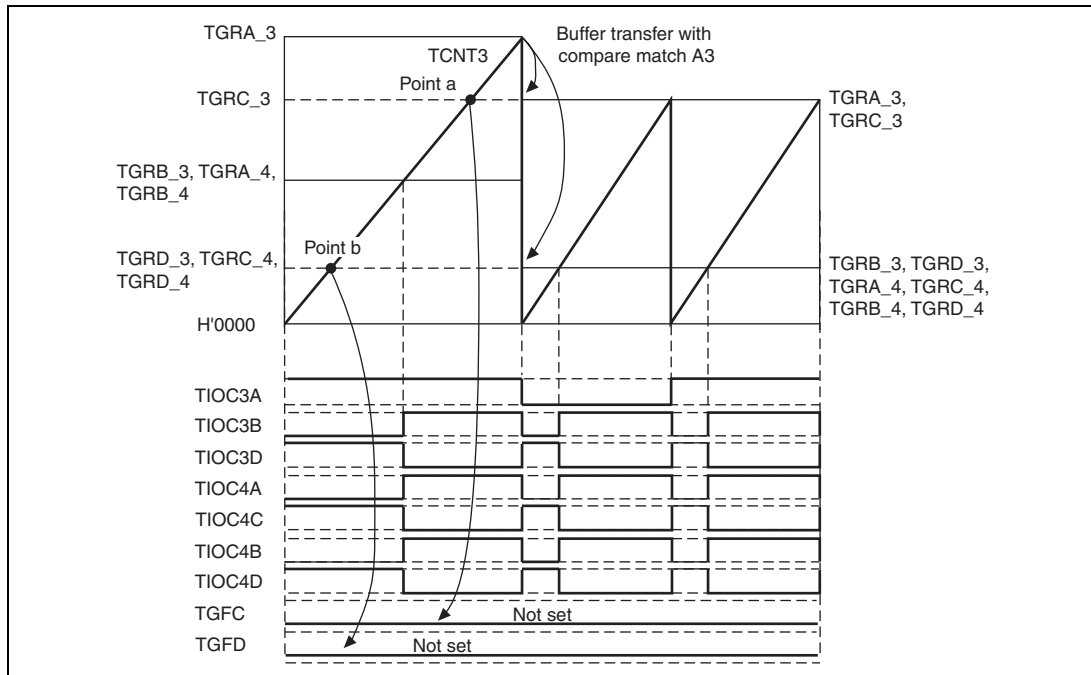 TGRA_3
TCNT3
Buffer transfer with
compare match A3
Point a
TGRC_3
TGRA_3,
TGRC_3
TGRB_3, TGRA_4,
TGRB_4
Point b
TGRD_3, TGRC_4,
TGRD_4
TGRB_3, TGRD_3,
TGRA_4, TGRC_4,
TGRB_4, TGRD_4
H'0000
TIOC3A
TIOC3B
TIOC3D
TIOC4A
TIOC4C
TIOC4B
TIOC4D
TGFC
Not set
TGFD
Not set